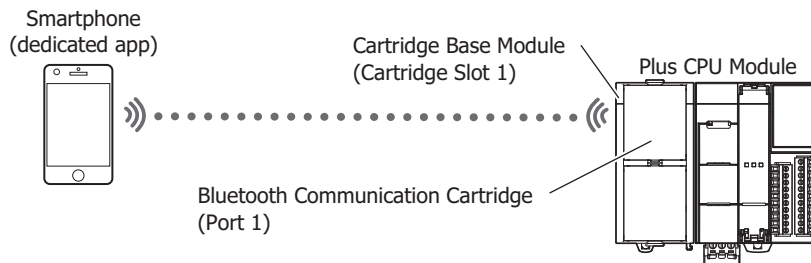 Smartphone
(dedicated app)
Cartridge Base Module
(Cartridge Slot 1)
Plus CPU Module
Bluetooth Communication Cartridge
(Port 1)